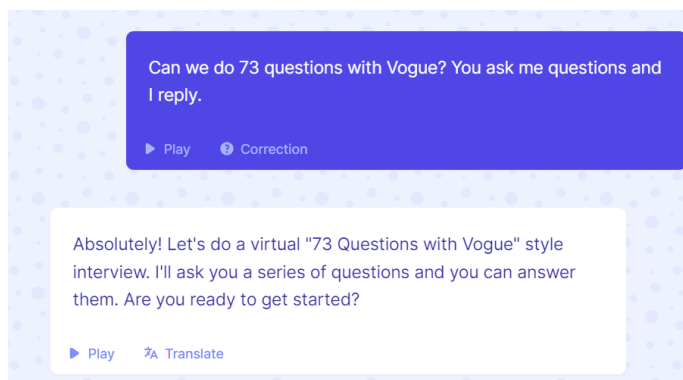 Can we do 73 questions with Vogue? You ask me questions and
I reply.
Play
Correction
Absolutely! Let's do a virtual "73 Questions with Vogue" style
interview. I'll ask you a series of questions and you can answer
them. Are you ready to get started?
Play
Translate